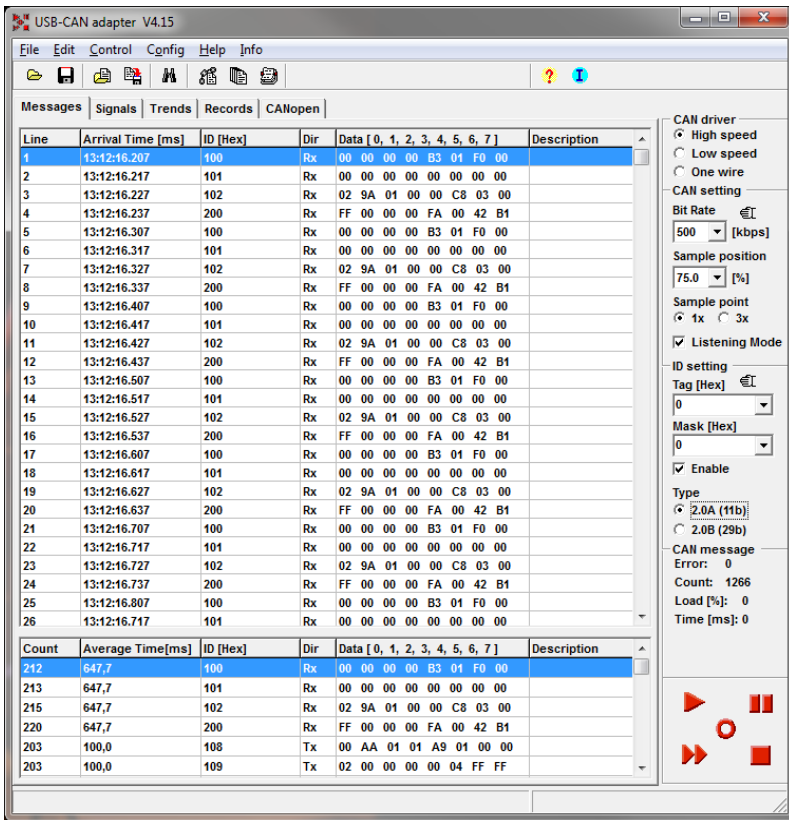 USB-CAN adapter V4.15
File Edit Control Config Help Info
Messages Signals Trends Records CANopen
Line Arrival Time [ms] ID [Hex] Dir Data [ 0, 1, 2, 3, 4, 5, 6, 7 ] Description
1 13:12:16.207 100 Rx 00 00 00 00 B3 01 F0 00
2 13:12:16.217 101 Rx 00 00 00 00 00 00 00 00
3 13:12:16.227 102 Rx 02 9A 01 00 00 C8 03 00
4 13:12:16.237 200 Rx FF 00 00 00 FA 00 42 B1
5 13:12:16.307 100 Rx 00 00 00 00 B3 01 F0 00
6 13:12:16.317 101 Rx 00 00 00 00 00 00 00 00
7 13:12:16.327 102 Rx 02 9A 01 00 00 C8 03 00
8 13:12:16.337 200 Rx FF 00 00 00 FA 00 42 B1
9 13:12:16.407 100 Rx 00 00 00 00 B3 01 F0 00
10 13:12:16.417 101 Rx 00 00 00 00 00 00 00 00
11 13:12:16.427 102 Rx 02 9A 01 00 00 C8 03 00
12 13:12:16.437 200 Rx FF 00 00 00 FA 00 42 B1
13 13:12:16.507 100 Rx 00 00 00 00 B3 01 F0 00
14 13:12:16.517 101 Rx 00 00 00 00 00 00 00 00
15 13:12:16.527 102 Rx 02 9A 01 00 00 C8 03 00
16 13:12:16.537 200 Rx FF 00 00 00 FA 00 42 B1
17 13:12:16.607 100 Rx 00 00 00 00 B3 01 F0 00
18 13:12:16.617 101 Rx 00 00 00 00 00 00 00 00
19 13:12:16.627 102 Rx 02 9A 01 00 00 C8 03 00
20 13:12:16.637 200 Rx FF 00 00 00 FA 00 42 B1
21 13:12:16.707 100 Rx 00 00 00 00 B3 01 F0 00
22 13:12:16.717 101 Rx 00 00 00 00 00 00 00 00
23 13:12:16.727 102 Rx 02 9A 01 00 00 C8 03 00
24 13:12:16.737 200 Rx FF 00 00 00 FA 00 42 B1
25 13:12:16.807 100 Rx 00 00 00 00 B3 01 F0 00
26 13:12:16.717 101 Rx 00 00 00 00 00 00 00 00
Count Average Time[ms] ID [Hex] Dir Data [ 0, 1, 2, 3, 4, 5, 6, 7 ] Description
212 647,7 100 Rx 00 00 00 00 B3 01 F0 00
213 647,7 101 Rx 00 00 00 00 00 00 00 00
215 647,7 102 Rx 02 9A 01 00 00 C8 03 00
220 647,7 200 Rx FF 00 00 00 FA 00 42 B1
203 100,0 108 Tx 00 AA 01 01 A9 01 00 00
203 100,0 109 Tx 02 00 00 00 00 04 FF FF
CAN driver
High speed
Low speed
One wire
CAN setting
Bit Rate
500 [kbps]
Sample position
75.0 [%]
Sample point
1x 3x
Listening Mode
ID setting
Tag [Hex]
0
Mask [Hex]
0
Enable
Type
2.0A (11b)
2.0B (29b)
CAN message
Error: 0
Count: 1266
Load [%]: 0
Time [ms]: 0